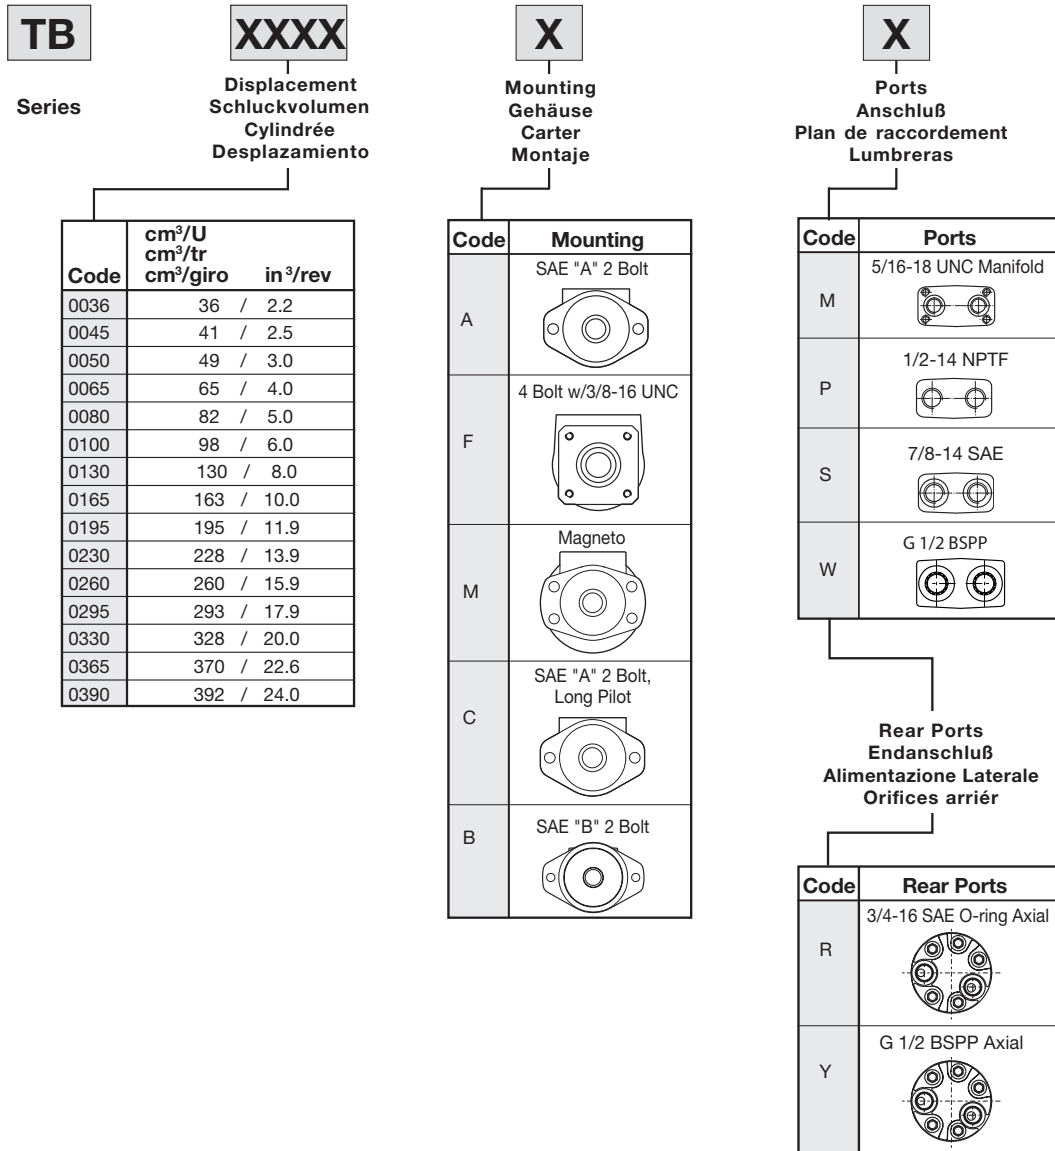 TB
XXXX
X
X
Series
Displacement
Schluckvolumen
Cylindrée
Desplazamiento
Mounting
Gehäuse
Carter
Montaje
Ports
Anschluß
Plan de raccordement
Lumbreras
Code
cm³/U
cm³/tr
cm³/giro in³/rev
0036 36 / 2.2
0045 41 / 2.5
0050 49 / 3.0
0065 65 / 4.0
0080 82 / 5.0
0100 98 / 6.0
0130 130 / 8.0
0165 163 / 10.0
0195 195 / 11.9
0230 228 / 13.9
0260 260 / 15.9
0295 293 / 17.9
0330 328 / 20.0
0365 370 / 22.6
0390 392 / 24.0
Code Mounting
SAE "A" 2 Bolt
A
4 Bolt w/3/8-16 UNC
F
Magneto
M
SAE "A" 2 Bolt,
Long Pilot
C
SAE "B" 2 Bolt
B
Code Ports
5/16-18 UNC Manifold
M
1/2-14 NPTF
P
7/8-14 SAE
S
G 1/2 BSPP
W
Rear Ports
Endanschluß
Alimentazione Laterale
Orifices arriér
Code Rear Ports
3/4-16 SAE O-ring Axial
R
G 1/2 BSPP Axial
Y